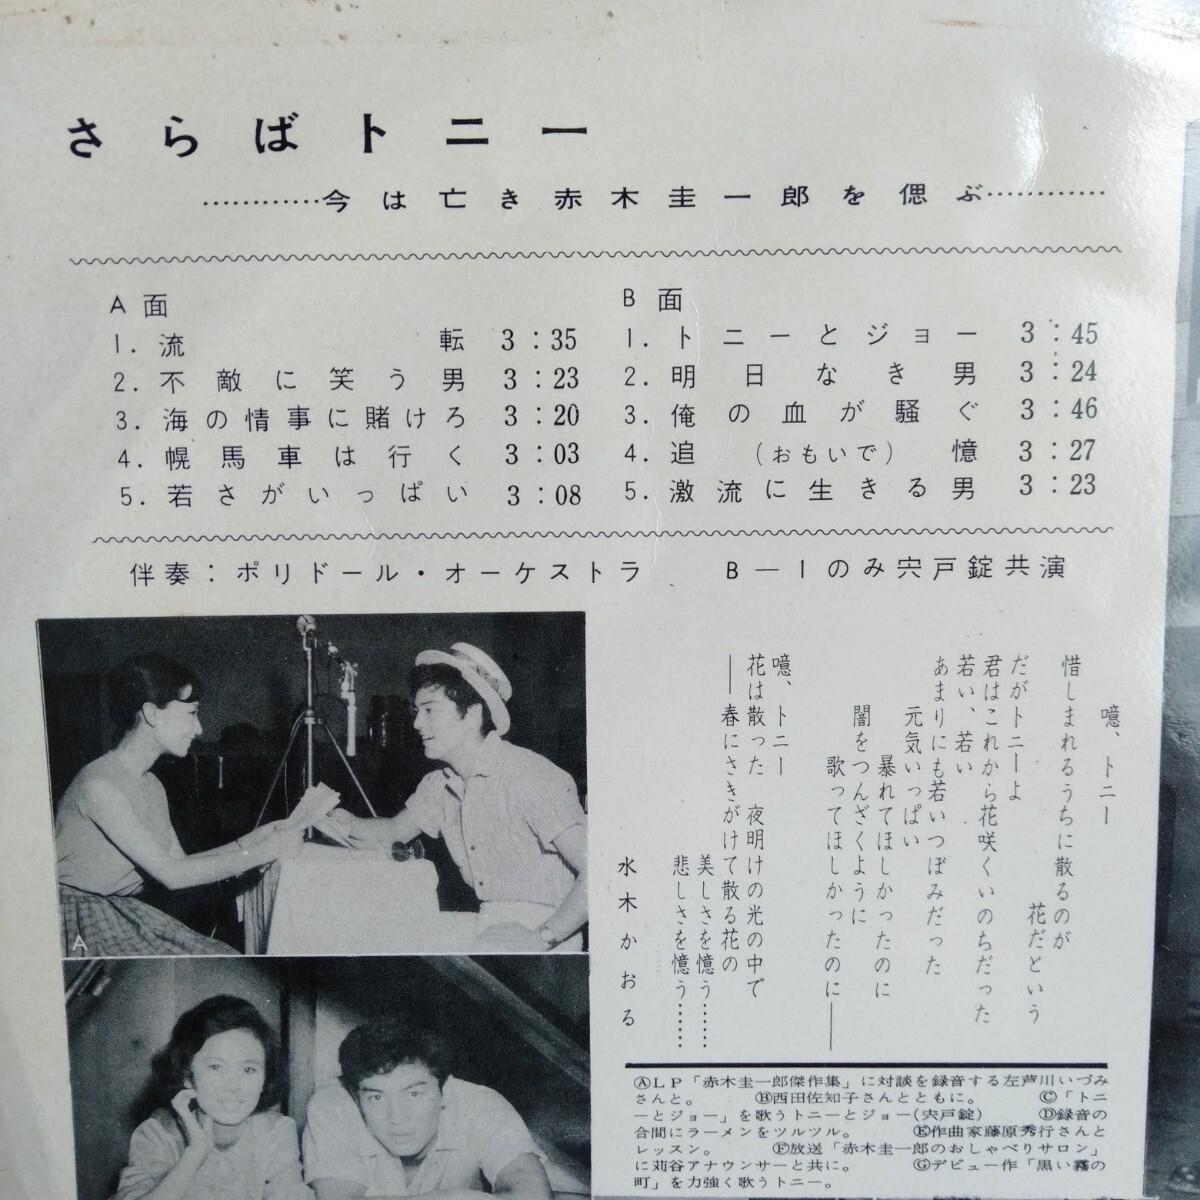 さらばトニー
…………今は亡き赤木圭一郎を偲ぶ…………
A面
1. 流転 3:35
2. 不敵に笑う男 3:23
3. 海の情事に賭けろ 3:20
4. 幌馬車は行く 3:03
5. 若さがいっぱい 3:08
B面
1. トニーとジョー 3:45
2. 明日なき男 3:24
3. 俺の血が騒ぐ 3:46
4. 追(おもいで)憶 3:27
5. 激流に生きる男 3:23
伴奏:ポリドール・オーケストラ B—1のみ宍戸錠共演
噫、トニー
惜しまれるうちに散るのが
花だという
だがトニーよ
君はこれから花咲くいのちだった
若い、若い
あまりにも若いつぼみだった
元気いっぱい
暴れてほしかったのに
闇をつんざくように
歌ってほしかったのに——
噫、トニー
花は散った 夜明けの光の中で
——春にさきがけて散る花の
美しさを憶う……
悲しさを憶う……
水木かおる
A
ⒶLP「赤木圭一郎傑作集」に対談を録音する左芦川いづみ
さんと。 Ⓑ西田佐知子さんとともに。 Ⓒ「トニ
ーとジョー」を歌うトニーとジョー(宍戸錠) Ⓓ録音の
合間にラーメンをツルツル。 Ⓔ作曲家藤原秀行さんと
レッスン。 Ⓕ放送「赤木圭一郎のおしゃべりサロン」
に苅谷アナウンサーと共に。 Ⓖデビュー作「黒い霧の
町」を力強く歌うトニー。